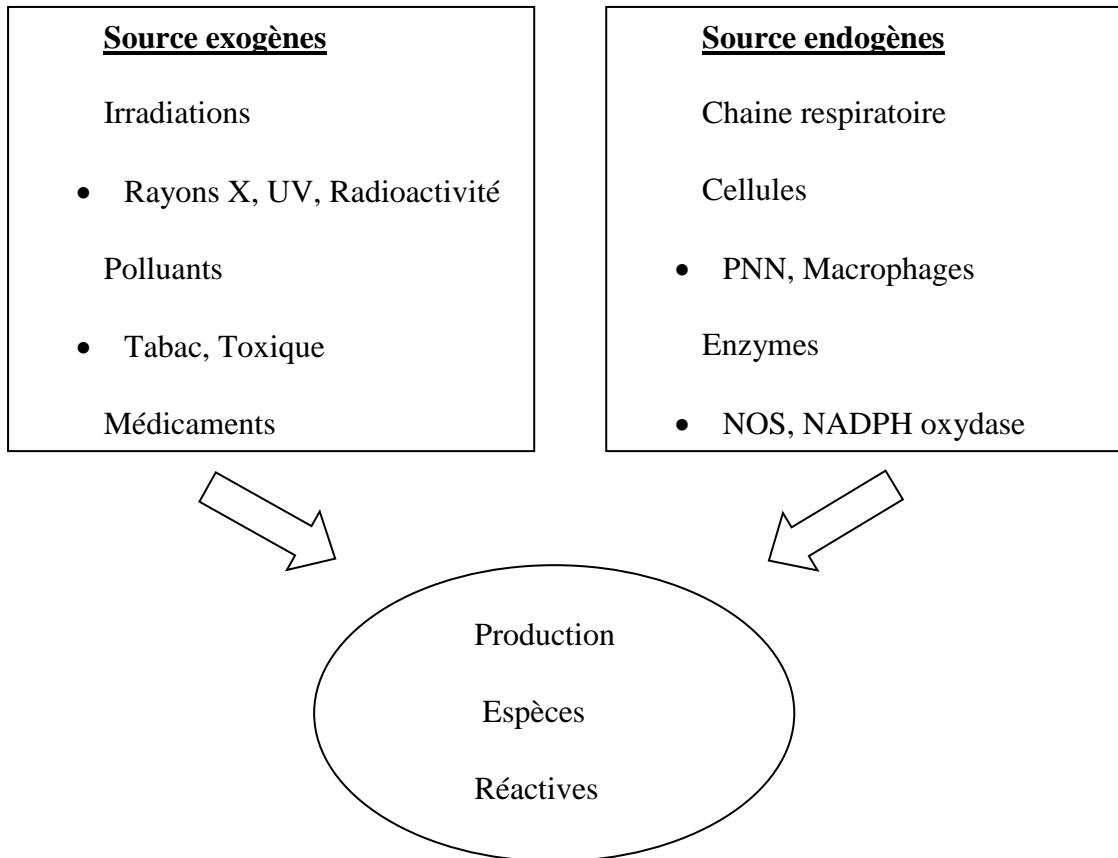 Source exogènes
Irradiations
• Rayons X, UV, Radioactivité
Polluants
• Tabac, Toxique
Médicaments
Source endogènes
Chaine respiratoire
Cellules
• PNN, Macrophages
Enzymes
• NOS, NADPH oxydase
Production
Espèces
Réactives